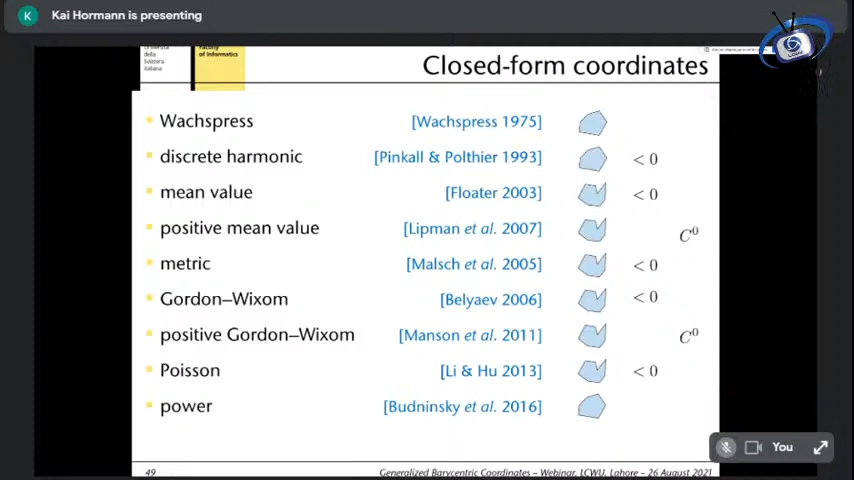 K Kai Hormann is presenting
della
Svizzera
italiana
Faculty
of Informatics
Closed-form coordinates
Wachspress [Wachspress 1975]
discrete harmonic [Pinkall & Polthier 1993] < 0
mean value [Floater 2003] < 0
positive mean value [Lipman et al. 2007] C⁰
metric [Malsch et al. 2005] < 0
Gordon–Wixom [Belyaev 2006] < 0
positive Gordon–Wixom [Manson et al. 2011] C⁰
Poisson [Li & Hu 2013] < 0
power [Budninsky et al. 2016]
You
49 Generalized Barycentric Coordinates – Webinar, LCWU, Lahore – 26 August 2021